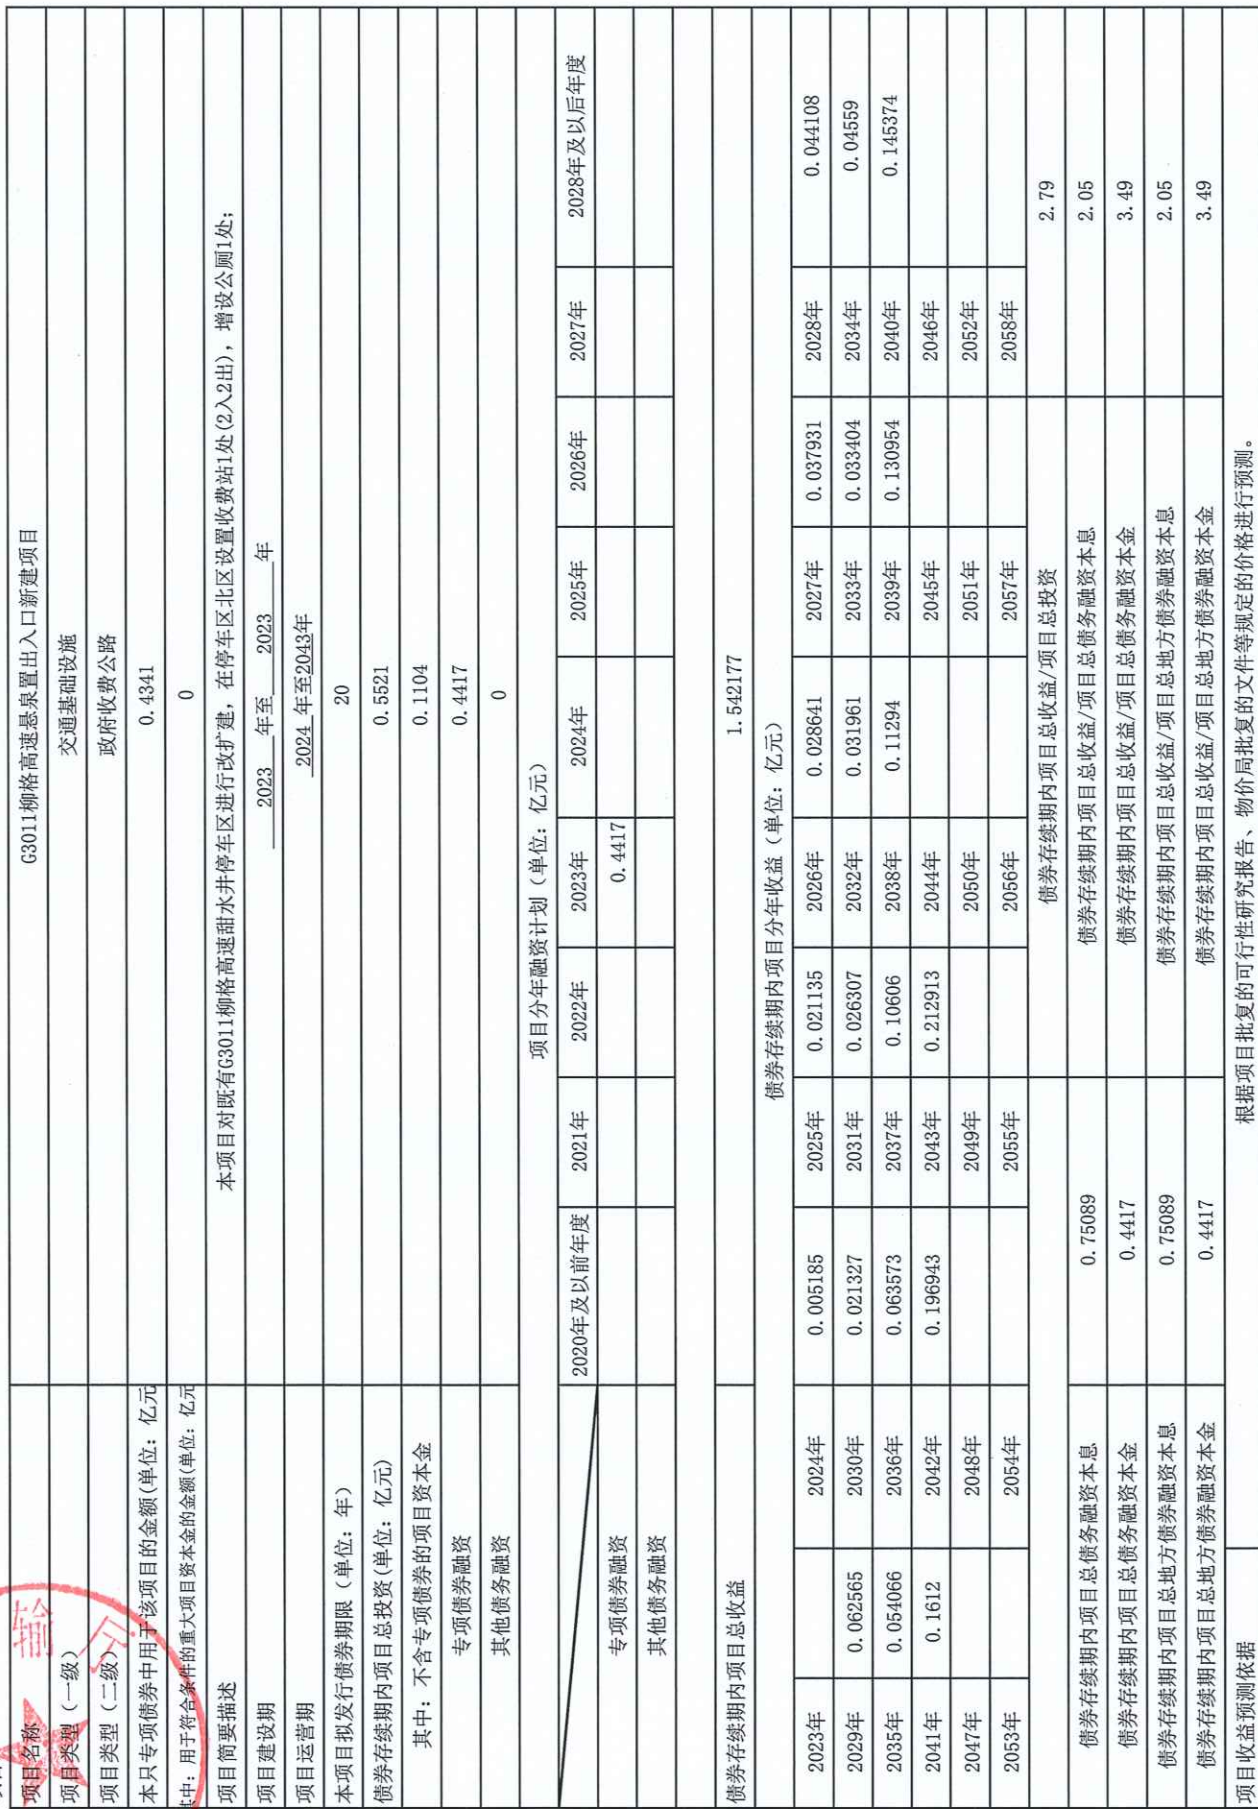 项目名称 G3011柳格高速悬泉置出入口新建项目
项目类型（一级） 交通基础设施
项目类型（二级） 政府收费公路
本只专项债券中用于该项目的金额(单位：亿元 0.4341
其中：用于符合条件的重大项目资本金的金额(单位：亿元 0
项目简要描述 本项目对既有G3011柳格高速甜水井停车区进行改扩建，在停车区北区设置收费站1处(2入2出)，增设公厕1处；
项目建设期 2023 年至 2023 年
项目运营期 2024 年至2043年
本项目拟发行债券期限（单位：年） 20
债券存续期内项目总投资(单位：亿元) 0.5521
其中：不含专项债券的项目资本金 0.1104
专项债券融资 0.4417
其他债务融资 0
项目分年融资计划（单位：亿元）
2020年及以前年度 2021年 2022年 2023年 2024年 2025年 2026年 2027年 2028年及以后年度
专项债券融资 0.4417
其他债务融资
债券存续期内项目总收益 1.542177
债券存续期内项目分年收益（单位：亿元）
2023年 2024年 0.005185 2025年 0.021135 2026年 0.028641 2027年 0.037931 2028年 0.044108
2029年 0.062565 2030年 0.021327 2031年 0.026307 2032年 0.031961 2033年 0.033404 2034年 0.04559
2035年 0.054066 2036年 0.063573 2037年 0.10606 2038年 0.11294 2039年 0.130954 2040年 0.145374
2041年 0.1612 2042年 0.196943 2043年 0.212913 2044年 2045年 2046年
2047年 2048年 2049年 2050年 2051年 2052年
2053年 2054年 2055年 2056年 2057年 2058年
债券存续期内项目总收益/项目总投资 2.79
债券存续期内项目总债务融资本息 0.75089 债券存续期内项目总收益/项目总债务融资本息 2.05
债券存续期内项目总债务融资本金 0.4417 债券存续期内项目总收益/项目总债务融资本金 3.49
债券存续期内项目总地方债券融资本息 0.75089 债券存续期内项目总收益/项目总地方债券融资本息 2.05
债券存续期内项目总地方债券融资本金 0.4417 债券存续期内项目总收益/项目总地方债券融资本金 3.49
项目收益预测依据 根据项目批复的可行性研究报告、物价局批复的文件等规定的价格进行预测。
输
厅